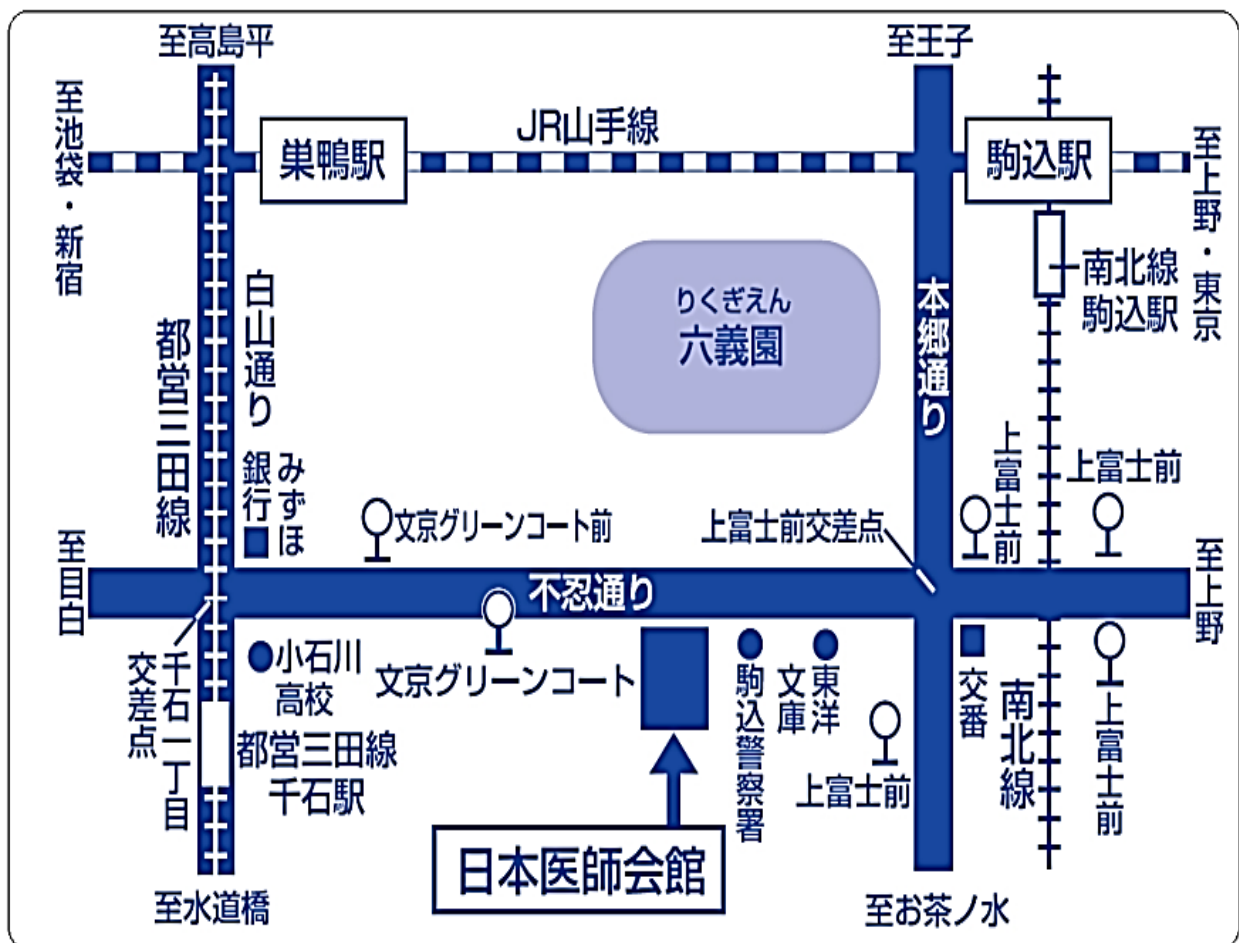 至高島平
至王子
至池袋・新宿
巣鴨駅
JR山手線
駒込駅
至上野・東京
りくぎえん
六義園
本郷通り
南北線
駒込駅
白山通り
都営三田線
みずほ
銀行
文京グリーンコート前
上富士前交差点
上富士前
上富士前
至目白
不忍通り
至上野
千石一丁目
交差点
小石川
高校
文京グリーンコート
駒込警察署
東洋
文庫
交番
南北線
上富士前
上富士前
都営三田線
千石駅
日本医師会館
至水道橋
至お茶ノ水